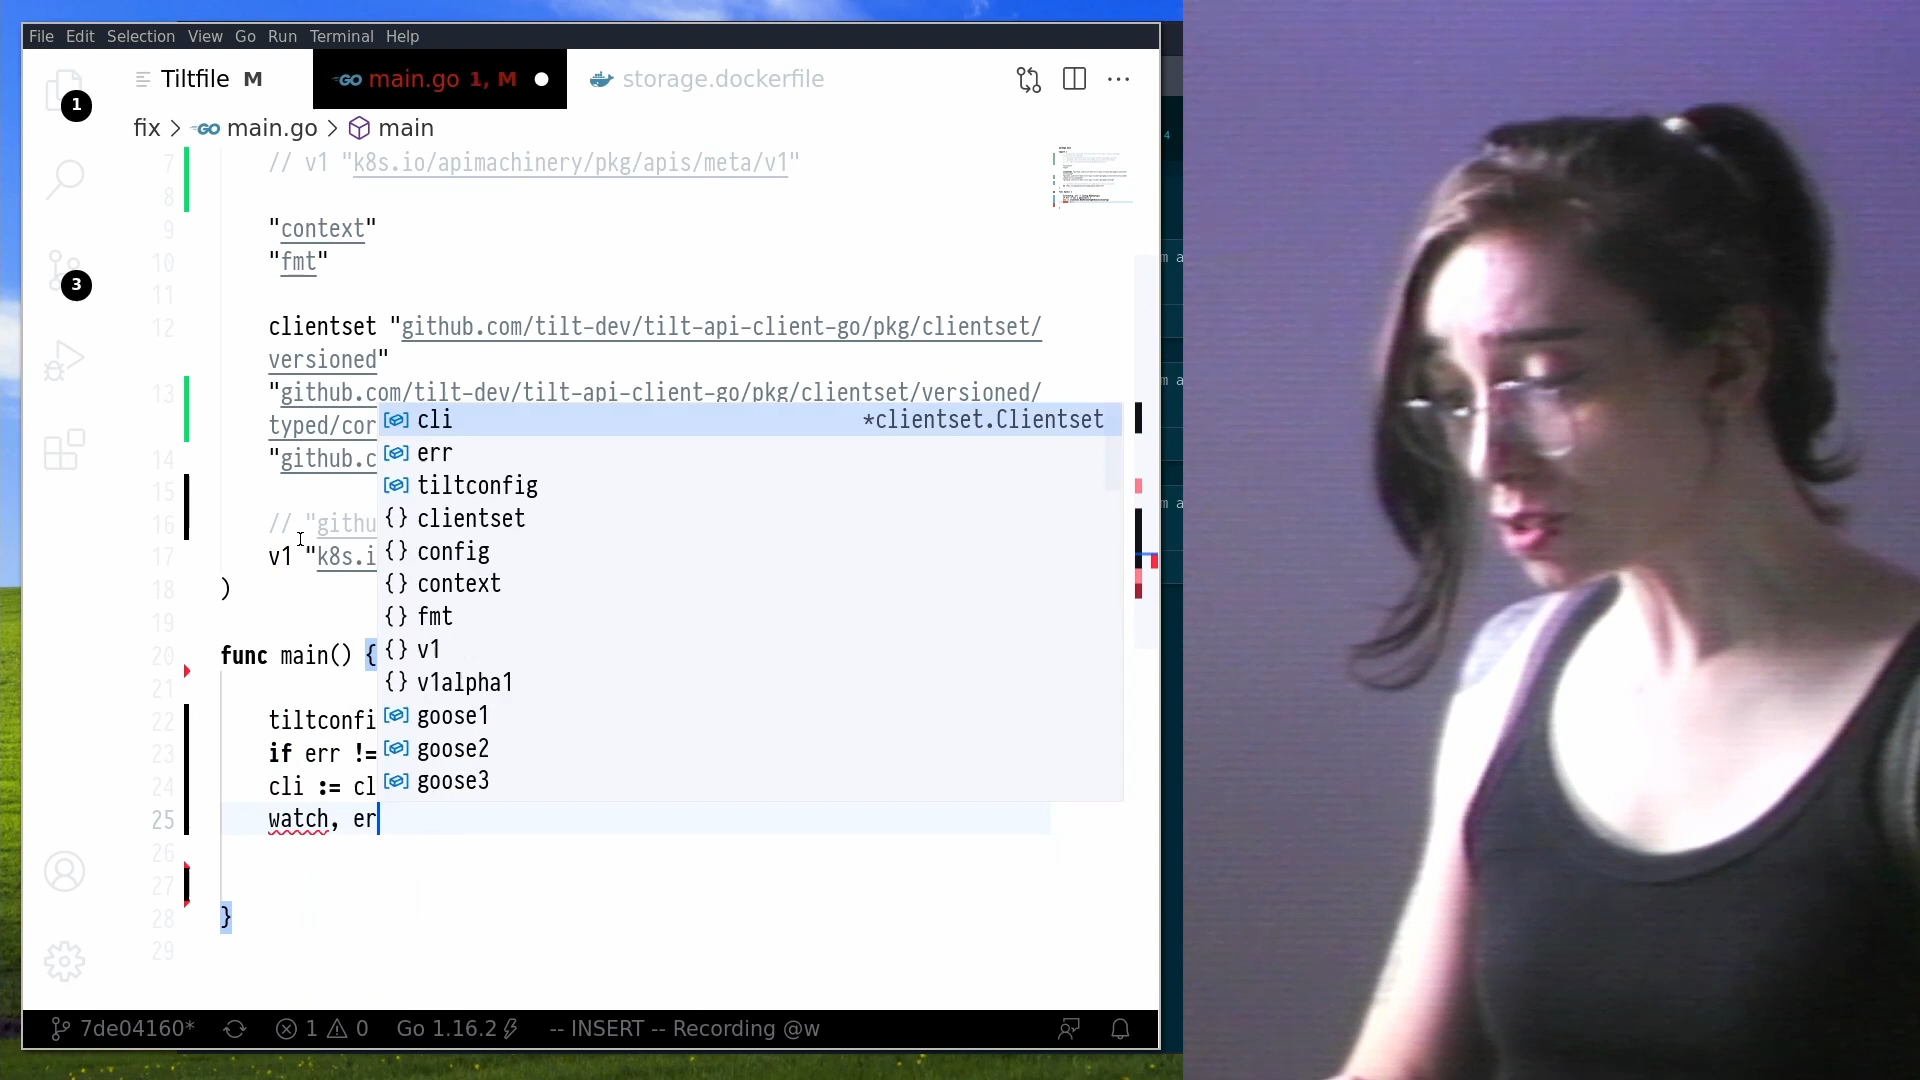 File Edit Selection View Go Run Terminal Help
Tiltfile M
GO main.go 1, M
storage.dockerfile
1
fix > GO main.go > main
7 // v1 "k8s.io/apimachinery/pkg/apis/meta/v1"
8
9 "context"
10 "fmt"
11
12 clientset "github.com/tilt-dev/tilt-api-client-go/pkg/clientset/
versioned"
13 "github.com/tilt-dev/tilt-api-client-go/pkg/clientset/versioned/
typed/cor
14 "github.c
15
16 // "githu
17 v1 "k8s.i
18 )
19
20 func main() {
21
22 tiltconfi
23 if err !=
24 cli := cl
25 watch, er
26
27
28 }
29
cli *clientset.Clientset
err
tiltconfig
{} clientset
{} config
{} context
{} fmt
{} v1
{} v1alpha1
goose1
goose2
goose3
3
4
m a
m a
m a
7de04160* 1 0 Go 1.16.2 -- INSERT -- Recording @w